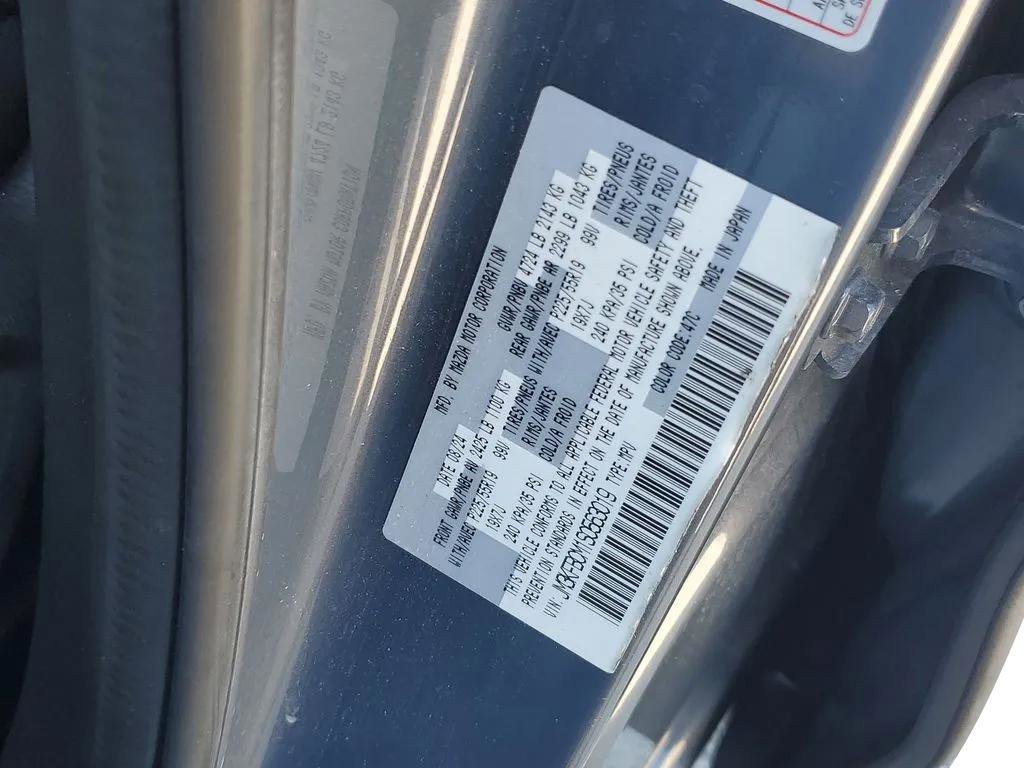 MFD. BY MAZDA MOTOR CORPORATION
DATE 08/24 GVWR/PNBV 4724 LB 2143 KG
FRONT GAWR/PNBE AV 2425 LB 1100 KG REAR GAWR/PNBE AR 2299 LB 1043 KG
WITH/AVEC P225/55R19 99V TIRES/PNEUS WITH/AVEC P225/55R19 99V TIRES/PNEUS
19X7J RIMS/JANTES 19X7J RIMS/JANTES
240 KPA/35 PSI COLD/A FROID 240 KPA/35 PSI COLD/A FROID
THIS VEHICLE CONFORMS TO ALL APPLICABLE FEDERAL MOTOR VEHICLE SAFETY AND THEFT
PREVENTION STANDARDS IN EFFECT ON THE DATE OF MANUFACTURE SHOWN ABOVE.
VIN: TYPE:MPV COLOR CODE:47C MADE IN JAPAN
DE